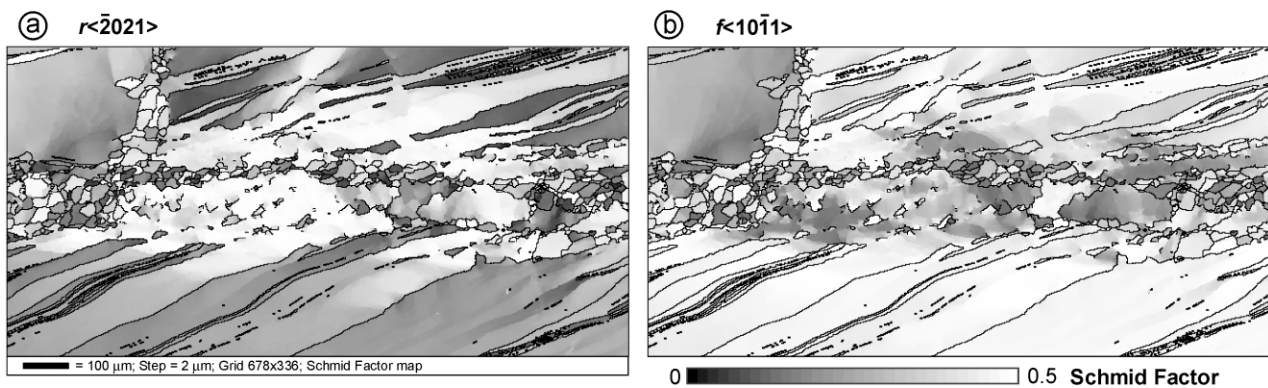 a r<2̄021>
b f<101̄1>
= 100 µm; Step = 2 µm; Grid 678x336; Schmid Factor map
0 0.5 Schmid Factor